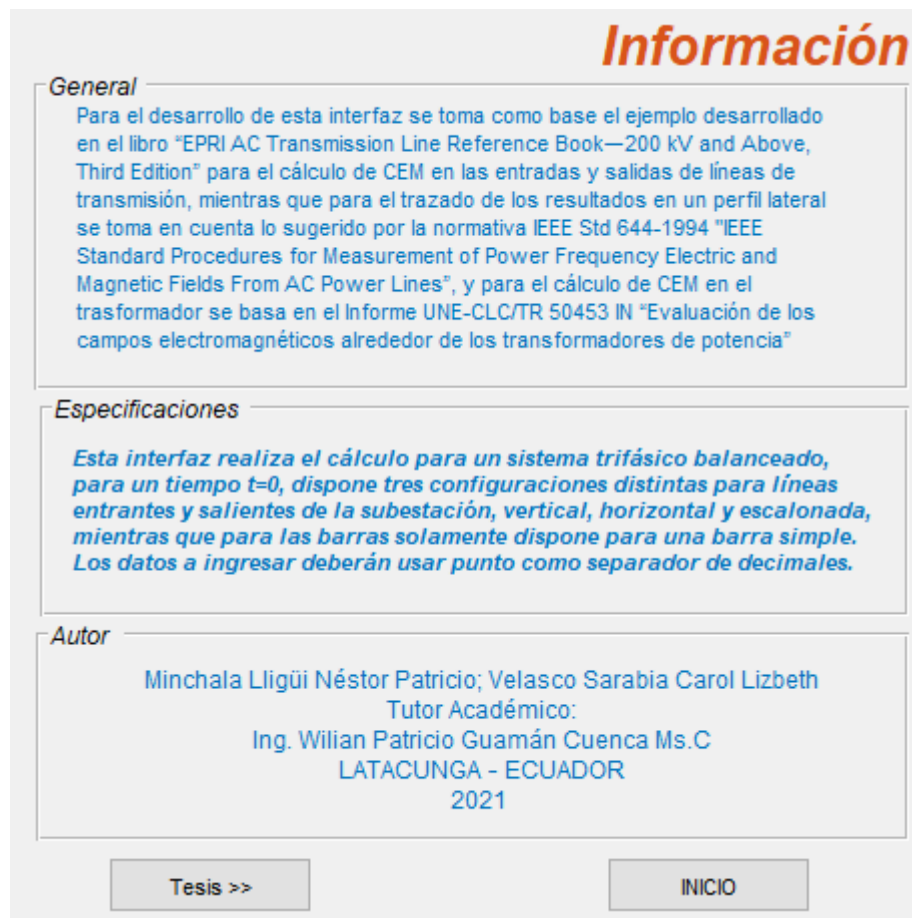 Información
General
Para el desarrollo de esta interfaz se toma como base el ejemplo desarrollado
en el libro “EPRI AC Transmission Line Reference Book—200 kV and Above,
Third Edition” para el cálculo de CEM en las entradas y salidas de líneas de
transmisión, mientras que para el trazado de los resultados en un perfil lateral
se toma en cuenta lo sugerido por la normativa IEEE Std 644-1994 "IEEE
Standard Procedures for Measurement of Power Frequency Electric and
Magnetic Fields From AC Power Lines”, y para el cálculo de CEM en el
trasformador se basa en el Informe UNE-CLC/TR 50453 IN “Evaluación de los
campos electromagnéticos alrededor de los transformadores de potencia”
Especificaciones
Esta interfaz realiza el cálculo para un sistema trifásico balanceado,
para un tiempo t=0, dispone tres configuraciones distintas para líneas
entrantes y salientes de la subestación, vertical, horizontal y escalonada,
mientras que para las barras solamente dispone para una barra simple.
Los datos a ingresar deberán usar punto como separador de decimales.
Autor
Minchala Lligüi Néstor Patricio; Velasco Sarabia Carol Lizbeth
Tutor Académico:
Ing. Wilian Patricio Guamán Cuenca Ms.C
LATACUNGA - ECUADOR
2021
Tesis >>
INICIO